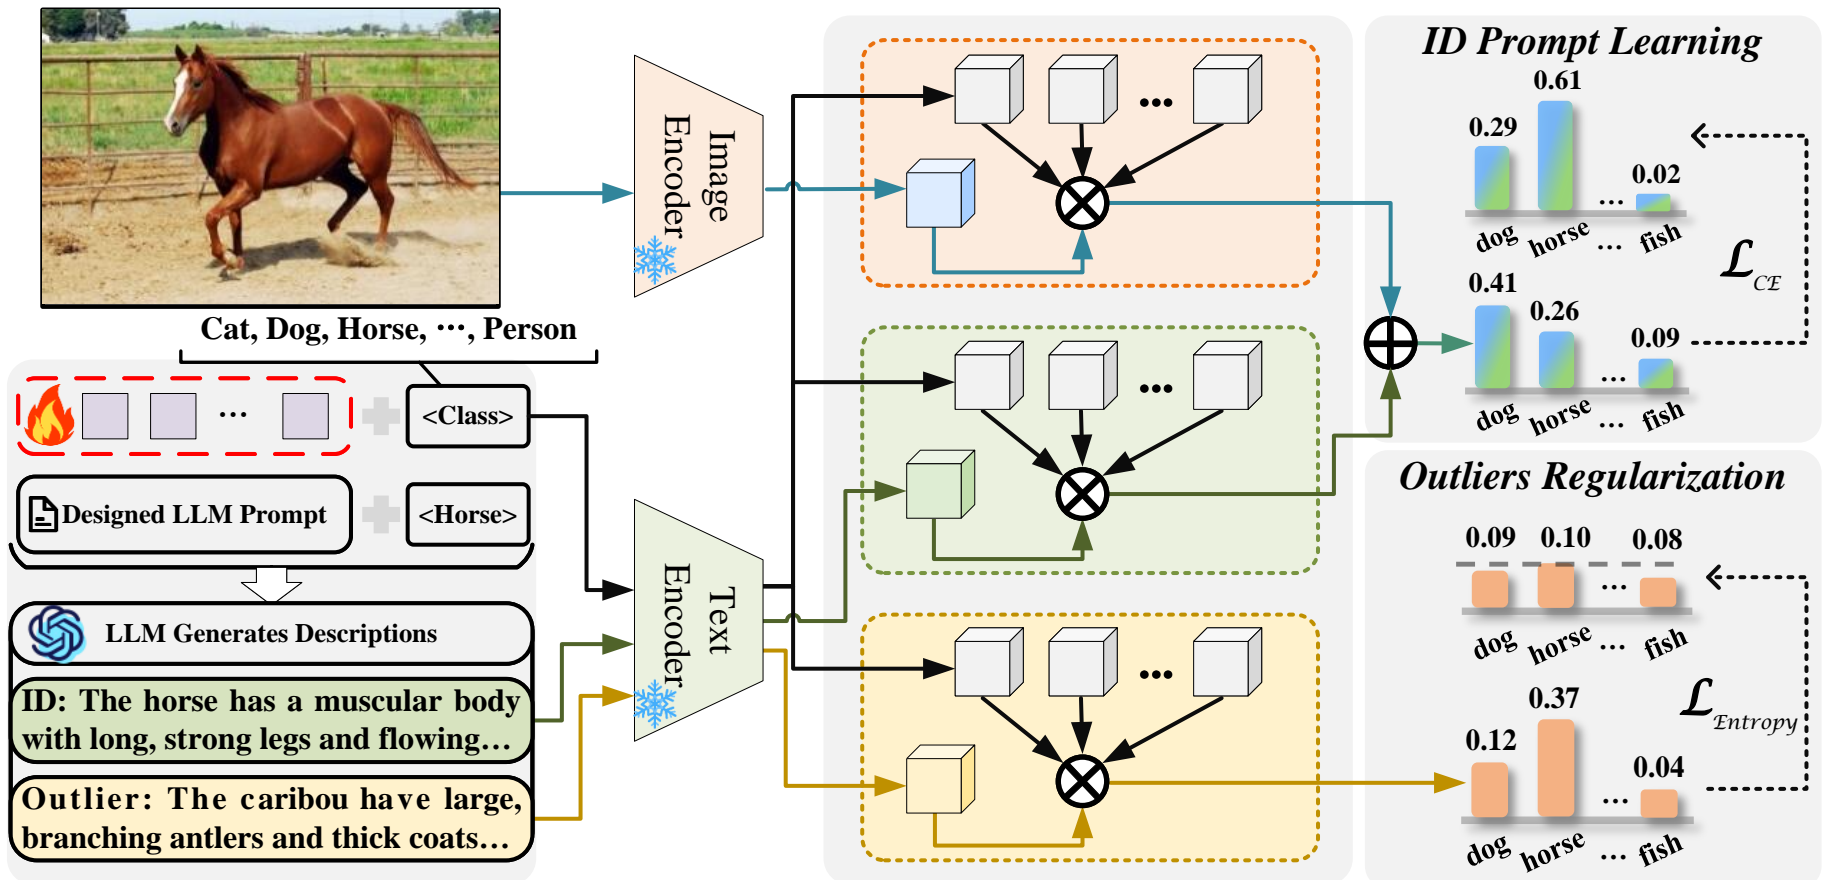 Cat, Dog, Horse, ···, Person
...
<Class>
Designed LLM Prompt
<Horse>
LLM Generates Descriptions
ID: The horse has a muscular body
with long, strong legs and flowing...
Outlier: The caribou have large,
branching antlers and thick coats...
Image
Encoder
Text
Encoder
...
...
...
ID Prompt Learning
0.61
0.29
0.02
...
dog horse ... fish
ℒCE
0.41
0.26
0.09
...
dog horse ... fish
Outliers Regularization
0.09 0.10 0.08
...
dog horse ... fish
ℒEntropy
0.37
0.12
0.04
...
dog horse ... fish